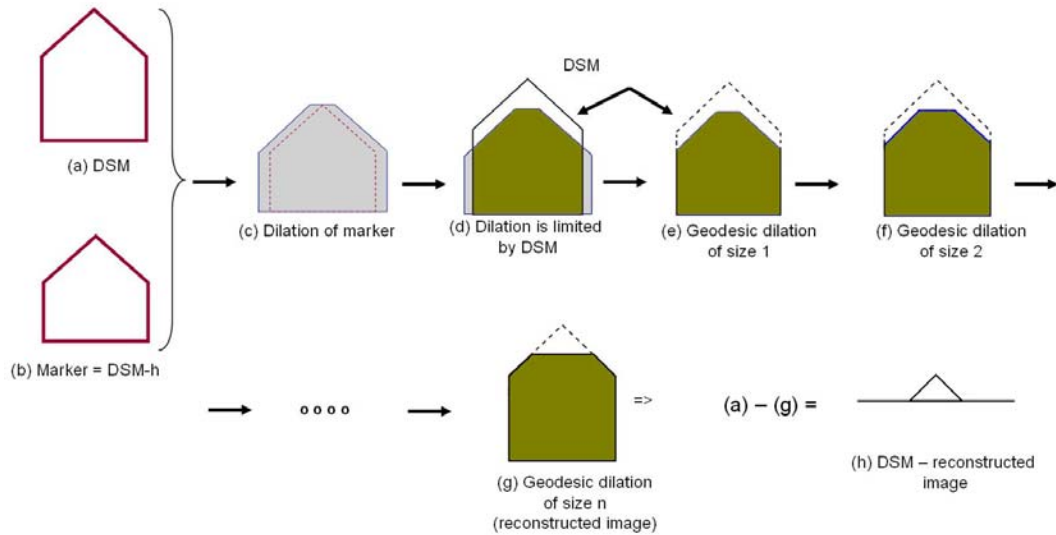 (a) DSM
(b) Marker = DSM-h
(c) Dilation of marker
DSM
(d) Dilation is limited
by DSM
(e) Geodesic dilation
of size 1
(f) Geodesic dilation
of size 2
o o o o
(g) Geodesic dilation
of size n
(reconstructed image)
=>
(a) – (g) =
(h) DSM – reconstructed
image